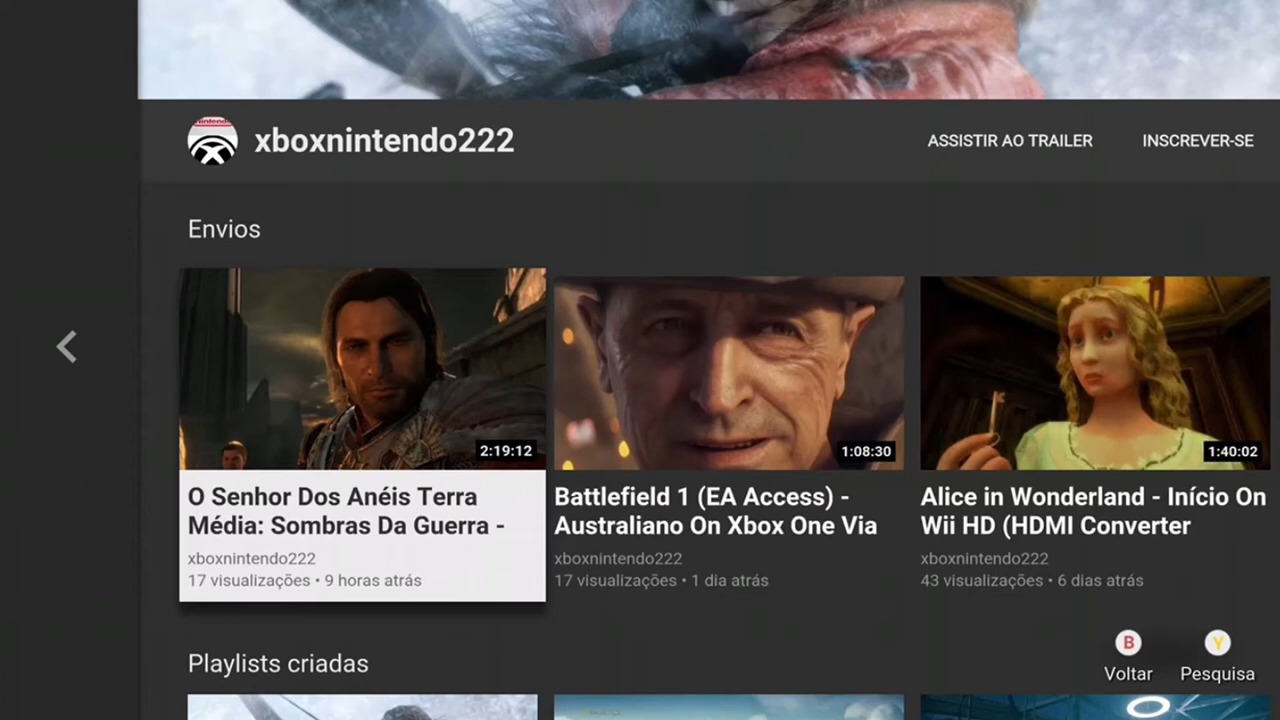 xboxnintendo222
ASSISTIR AO TRAILER
INSCREVER-SE
Envios
2:19:12
1:08:30
1:40:02
O Senhor Dos Anéis Terra
Média: Sombras Da Guerra -
xboxnintendo222
17 visualizações • 9 horas atrás
Battlefield 1 (EA Access) -
Australiano On Xbox One Via
xboxnintendo222
17 visualizações • 1 dia atrás
Alice in Wonderland - Início On
Wii HD (HDMI Converter
xboxnintendo222
43 visualizações • 6 dias atrás
Playlists criadas
B
Voltar
Y
Pesquisa